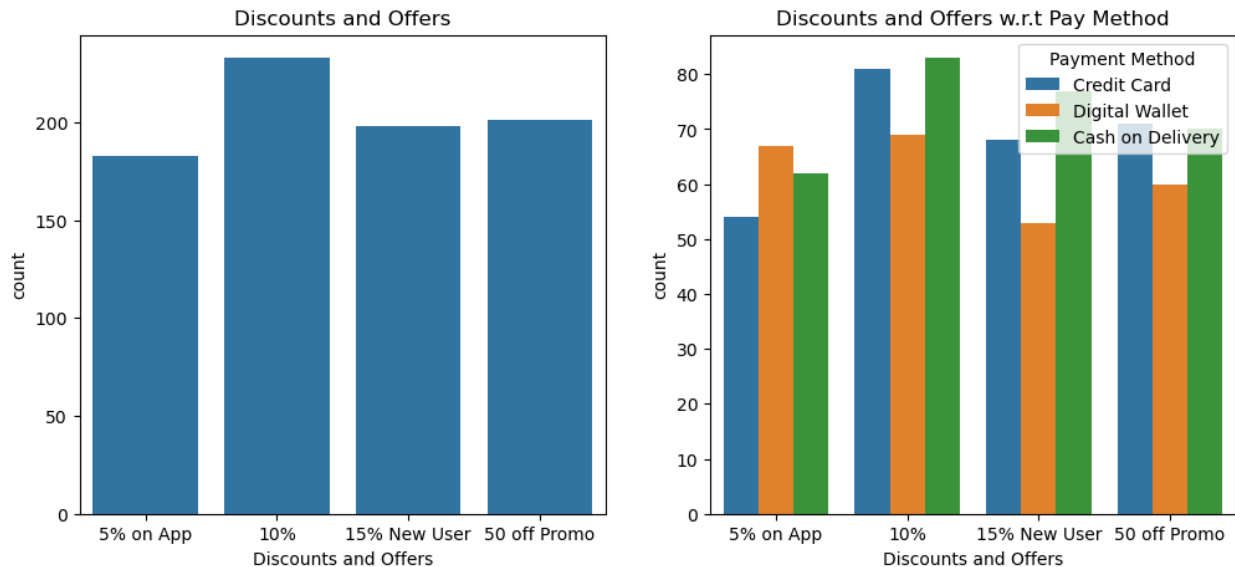 Discounts and Offers
count
200
150
100
50
0
5% on App
10%
15% New User
50 off Promo
Discounts and Offers
Discounts and Offers w.r.t Pay Method
Payment Method
Credit Card
Digital Wallet
Cash on Delivery
count
80
70
60
50
40
30
20
10
0
5% on App
10%
15% New User
50 off Promo
Discounts and Offers